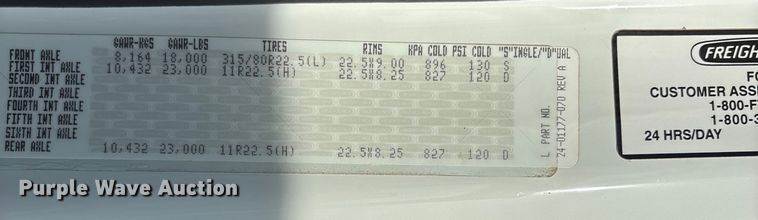 GAWR-KGS GAWR-LBS TIRES RIMS KPA COLD PSI COLD "S"INGLE/"D"UAL
FRONT AXLE 8,164 18,000 315/80R22.5(L) 22.5X9.00 896 130 S
FIRST INT AXLE 10,432 23,000 11R22.5(H) 22.5X8.25 827 120 D
SECOND INT AXLE
THIRD INT AXLE
FOURTH INT AXLE
FIFTH INT AXLE
SIXTH INT AXLE
REAR AXLE 10,432 23,000 11R22.5(H) 22.5X8.25 827 120 D
L PART NO.
24-01177-070 REV A
FREIGH
FO
CUSTOMER ASSI
1-800-F
1-800-3
24 HRS/DAY
Purple Wave Auction